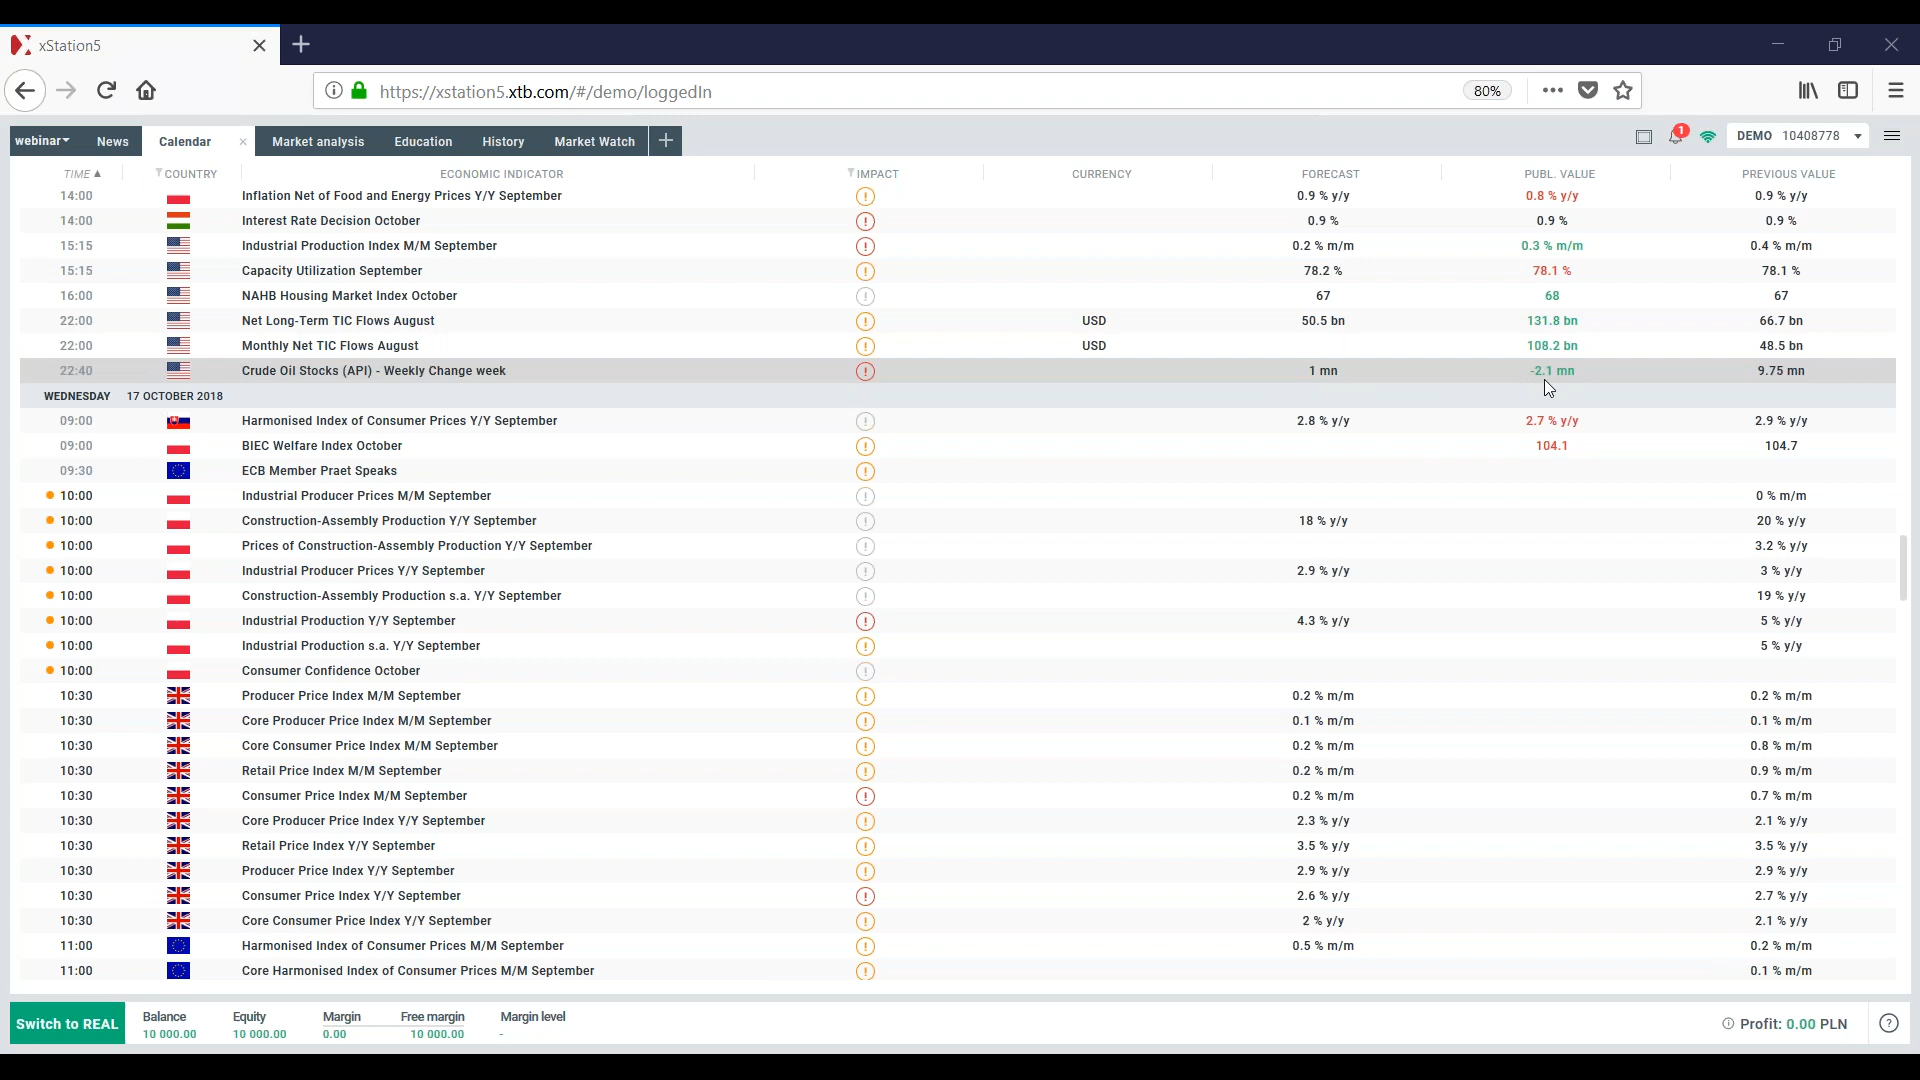 xStation5
https://xstation5.xtb.com/#/demo/loggedIn 80%
webinar News Calendar Market analysis Education History Market Watch 1 DEMO 10408778
TIME COUNTRY ECONOMIC INDICATOR IMPACT CURRENCY FORECAST PUBL. VALUE PREVIOUS VALUE
14:00 Inflation Net of Food and Energy Prices Y/Y September 0.9 % y/y 0.8 % y/y 0.9 % y/y
14:00 Interest Rate Decision October 0.9 % 0.9 % 0.9 %
15:15 Industrial Production Index M/M September 0.2 % m/m 0.3 % m/m 0.4 % m/m
15:15 Capacity Utilization September 78.2 % 78.1 % 78.1 %
16:00 NAHB Housing Market Index October 67 68 67
22:00 Net Long-Term TIC Flows August USD 50.5 bn 131.8 bn 66.7 bn
22:00 Monthly Net TIC Flows August USD 108.2 bn 48.5 bn
22:40 Crude Oil Stocks (API) - Weekly Change week 1 mn -2.1 mn 9.75 mn
WEDNESDAY 17 OCTOBER 2018
09:00 Harmonised Index of Consumer Prices Y/Y September 2.8 % y/y 2.7 % y/y 2.9 % y/y
09:00 BIEC Welfare Index October 104.1 104.7
09:30 ECB Member Praet Speaks
10:00 Industrial Producer Prices M/M September 0 % m/m
10:00 Construction-Assembly Production Y/Y September 18 % y/y 20 % y/y
10:00 Prices of Construction-Assembly Production Y/Y September 3.2 % y/y
10:00 Industrial Producer Prices Y/Y September 2.9 % y/y 3 % y/y
10:00 Construction-Assembly Production s.a. Y/Y September 19 % y/y
10:00 Industrial Production Y/Y September 4.3 % y/y 5 % y/y
10:00 Industrial Production s.a. Y/Y September 5 % y/y
10:00 Consumer Confidence October
10:30 Producer Price Index M/M September 0.2 % m/m 0.2 % m/m
10:30 Core Producer Price Index M/M September 0.1 % m/m 0.1 % m/m
10:30 Core Consumer Price Index M/M September 0.2 % m/m 0.8 % m/m
10:30 Retail Price Index M/M September 0.2 % m/m 0.9 % m/m
10:30 Consumer Price Index M/M September 0.2 % m/m 0.7 % m/m
10:30 Core Producer Price Index Y/Y September 2.3 % y/y 2.1 % y/y
10:30 Retail Price Index Y/Y September 3.5 % y/y 3.5 % y/y
10:30 Producer Price Index Y/Y September 2.9 % y/y 2.9 % y/y
10:30 Consumer Price Index Y/Y September 2.6 % y/y 2.7 % y/y
10:30 Core Consumer Price Index Y/Y September 2 % y/y 2.1 % y/y
11:00 Harmonised Index of Consumer Prices M/M September 0.5 % m/m 0.2 % m/m
11:00 Core Harmonised Index of Consumer Prices M/M September 0.1 % m/m
Switch to REAL Balance Equity Margin Free margin Margin level Profit: 0.00 PLN
10 000.00 10 000.00 0.00 10 000.00 -